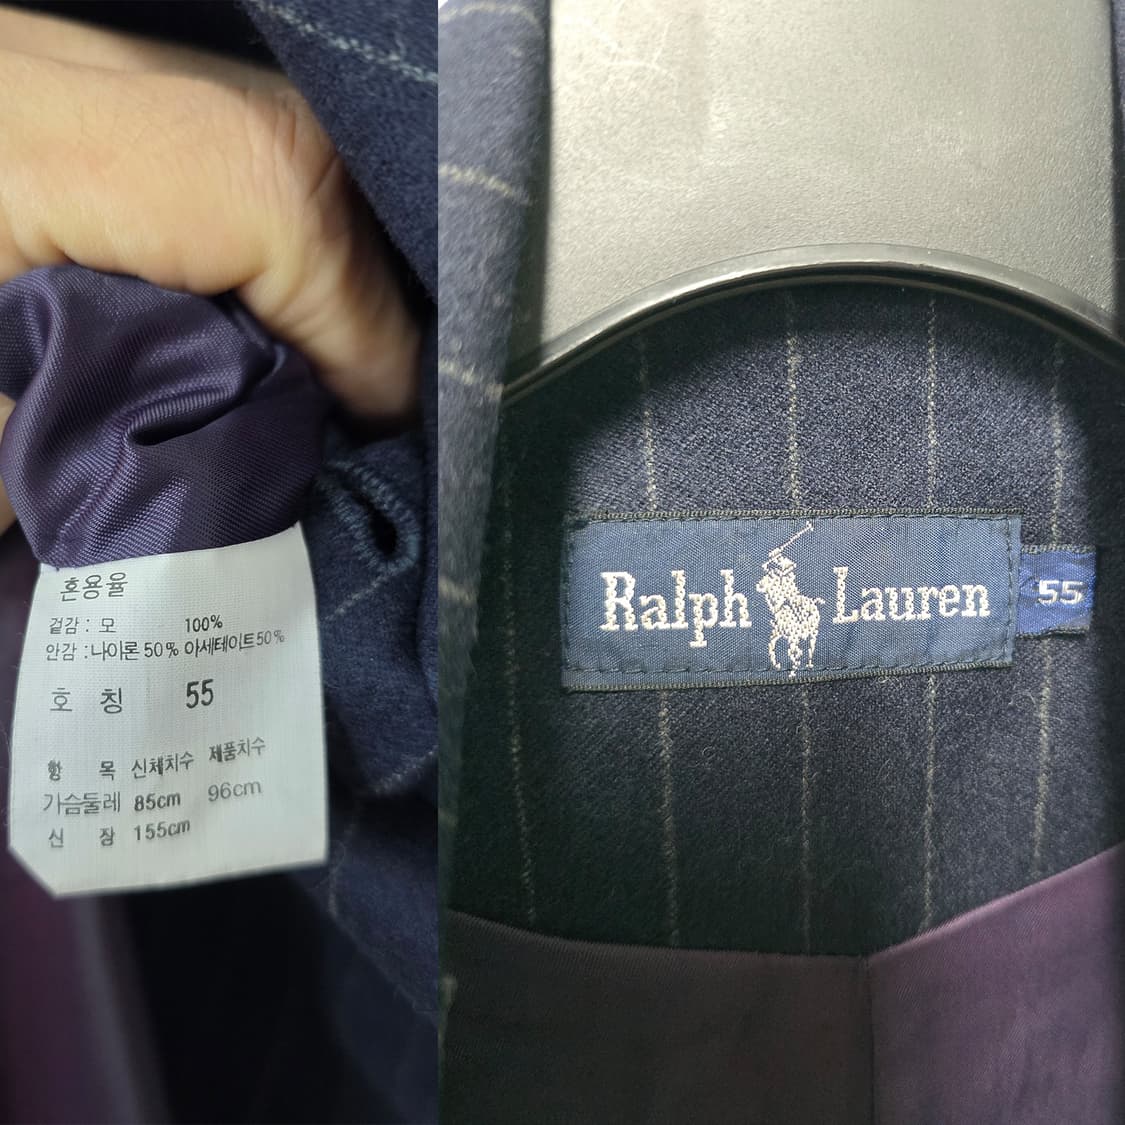 혼용율
겉감 : 모 100%
안감 : 나이론 50% 아세테이트 50%
호 칭 55
항 목 신체치수 제품치수
가슴둘레 85cm 96cm
신 장 155cm
Ralph Lauren
55